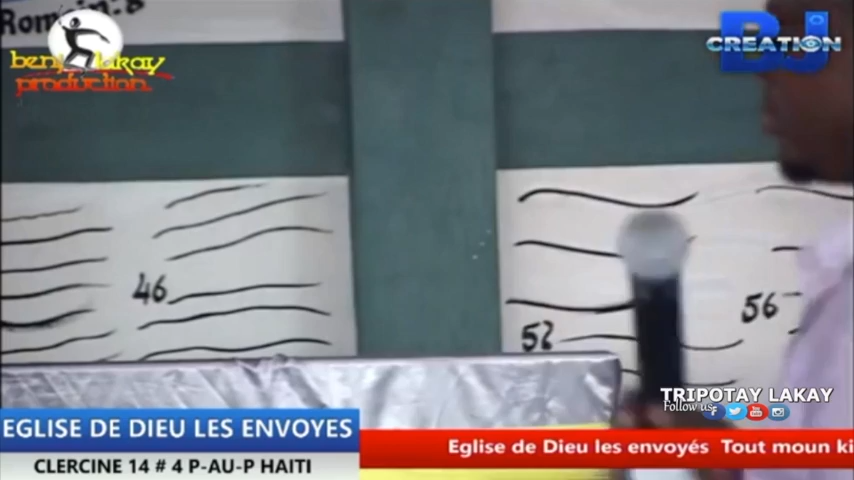 Romain: 8
benj lakay
production.
BJ
CREATION
46
52
56
TRIPOTAY LAKAY
Follow us
EGLISE DE DIEU LES ENVOYES
CLERCINE 14 # 4 P-AU-P HAITI
Eglise de Dieu les envoyés Tout moun ki